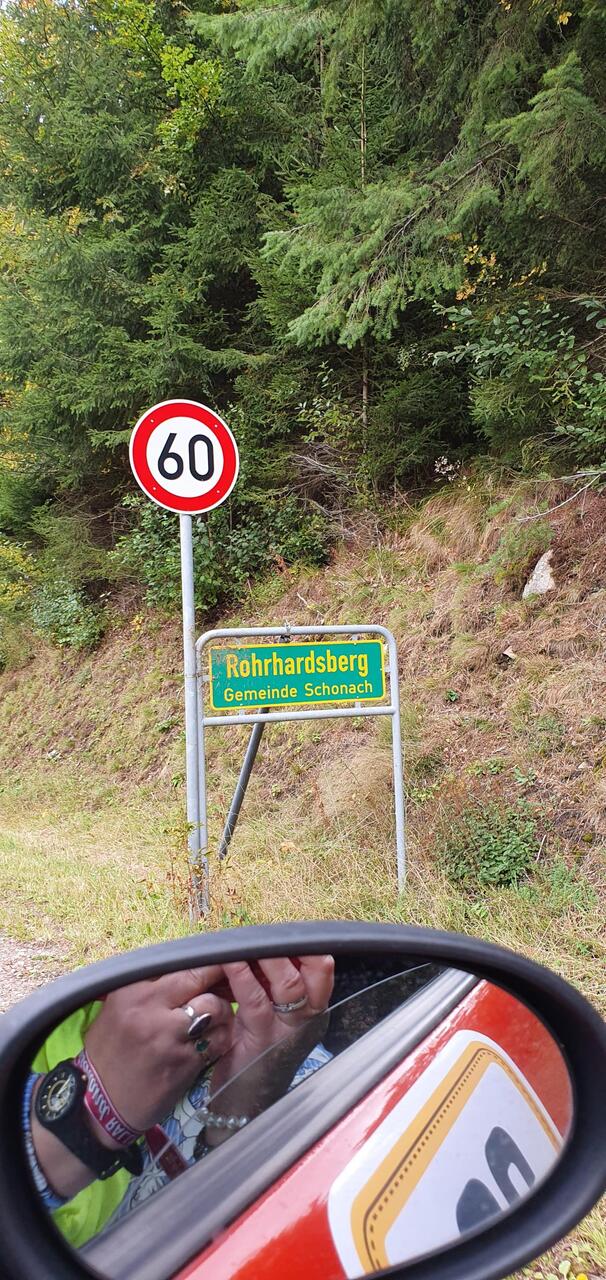 60
Rohrhardsberg
Gemeinde Schonach